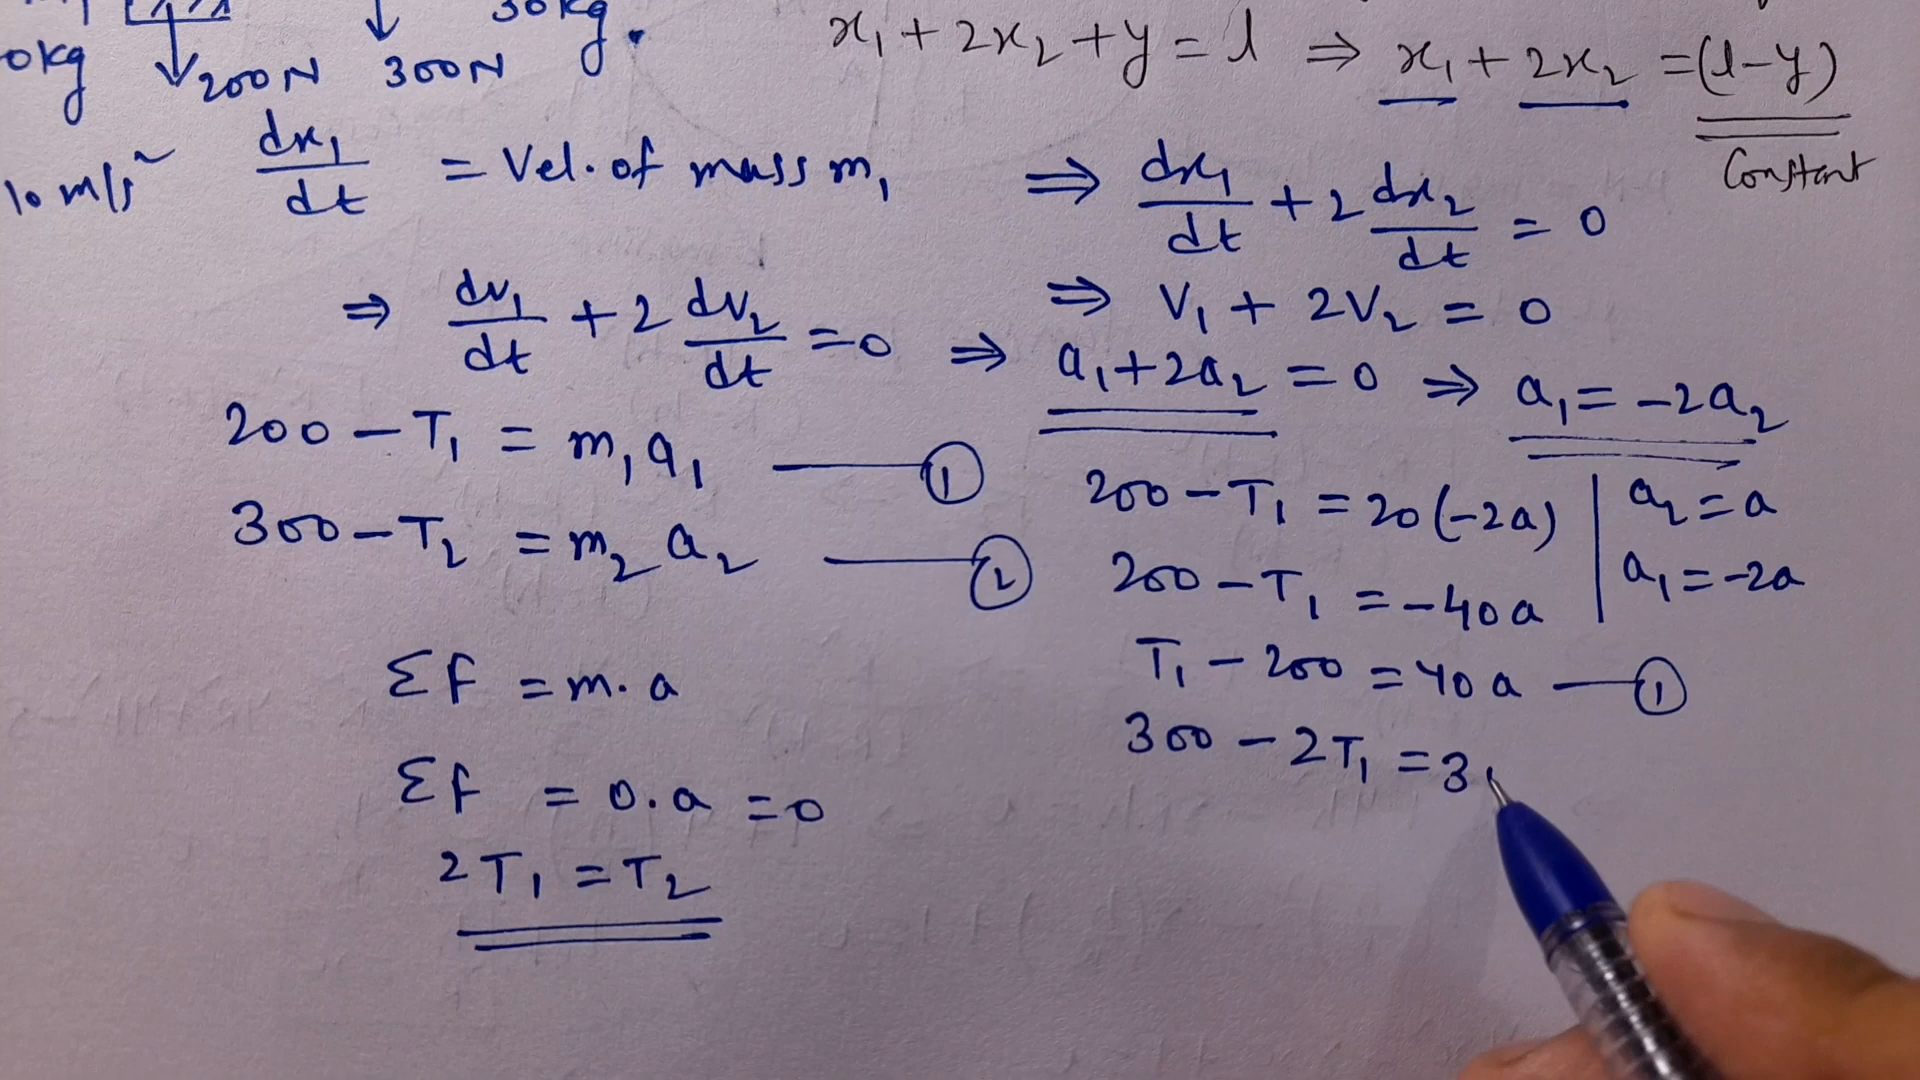 30kg.
0kg 200N 300N
x₁ + 2x₂ + y = l ⇒ x₁ + 2x₂ = (l-y)
Constant
10 m/s² dx₁/dt = Vel. of mass m₁
⇒ dx₁/dt + 2 dx₂/dt = 0
⇒ V₁ + 2V₂ = 0
⇒ dv₁/dt + 2 dv₂/dt = 0 ⇒ a₁ + 2a₂ = 0 ⇒ a₁ = -2a₂
200 - T₁ = m₁a₁ — ①
300 - T₂ = m₂ a₂ — ②
ΣF = m.a
ΣF = 0.a = 0
2T₁ = T₂
200 - T₁ = 20(-2a) | a₂ = a
200 - T₁ = -40a | a₁ = -2a
T₁ - 200 = 40a — ①
300 - 2T₁ = 3